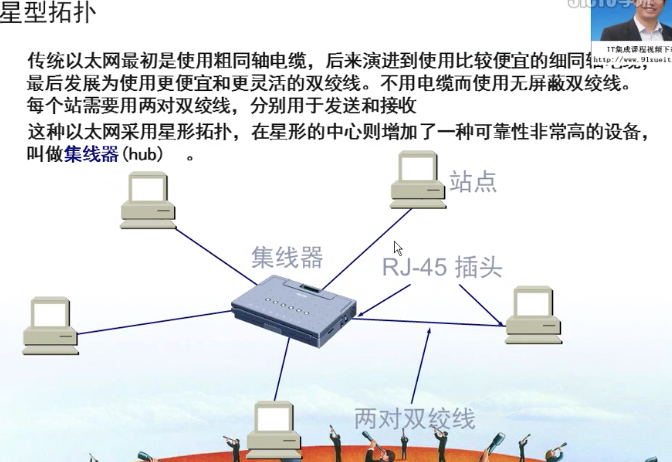 星型拓扑
IT集成课程视频下
http://www.91xueit
传统以太网最初是使用粗同轴电缆，后来演进到使用比较便宜的细同轴电缆，
最后发展为使用更便宜和更灵活的双绞线。不用电缆而使用无屏蔽双绞线。
每个站需要用两对双绞线，分别用于发送和接收
这种以太网采用星形拓扑，在星形的中心则增加了一种可靠性非常高的设备，
叫做集线器(hub) 。
站点
集线器
RJ-45 插头
两对双绞线